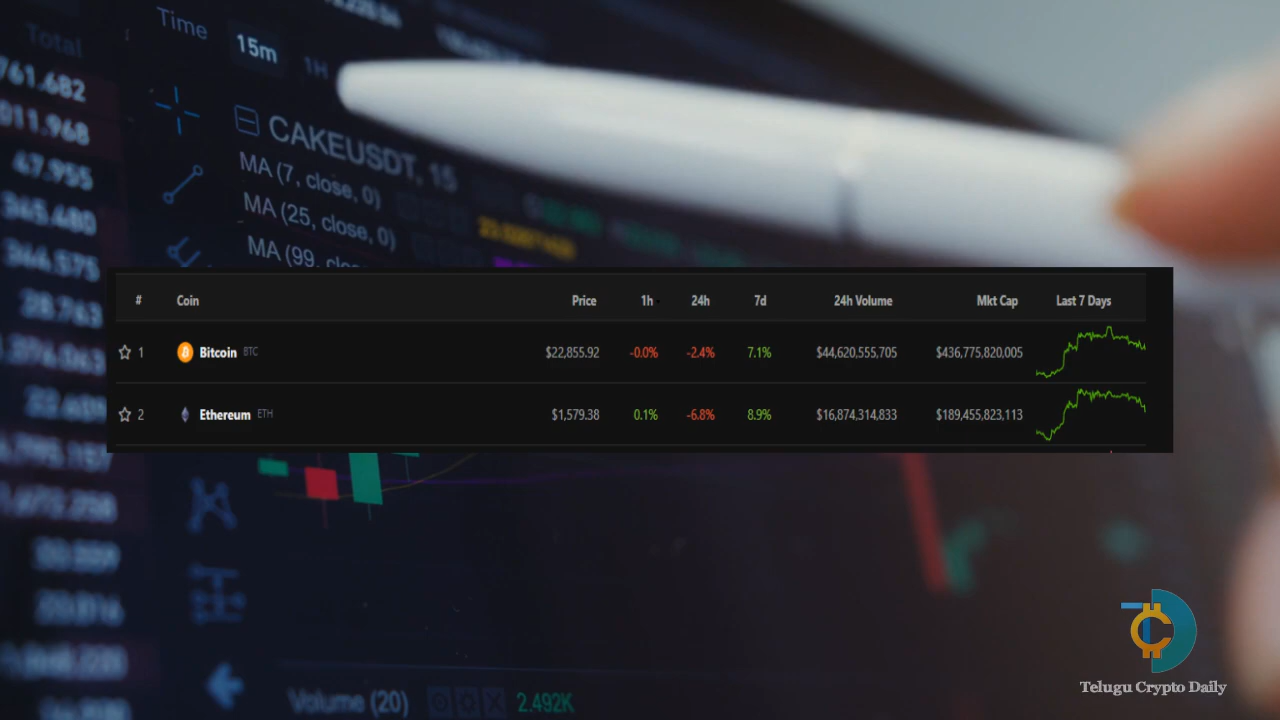 Total
Time
15m
1H
761.682
011.968
47.955
345.480
344.575
28.763
CAKEUSDT, 15
MA (7, close, 0)
MA (25, close, 0)
MA (99, clo
# Coin Price 1h 24h 7d 24h Volume Mkt Cap Last 7 Days
1 Bitcoin BTC $22,855.92 -0.0% -2.4% 7.1% $44,620,555,705 $436,775,820,005
2 Ethereum ETH $1,579.38 0.1% -6.8% 8.9% $16,874,314,833 $189,455,823,113
Volume (20) 2.492K
Telugu Crypto Daily